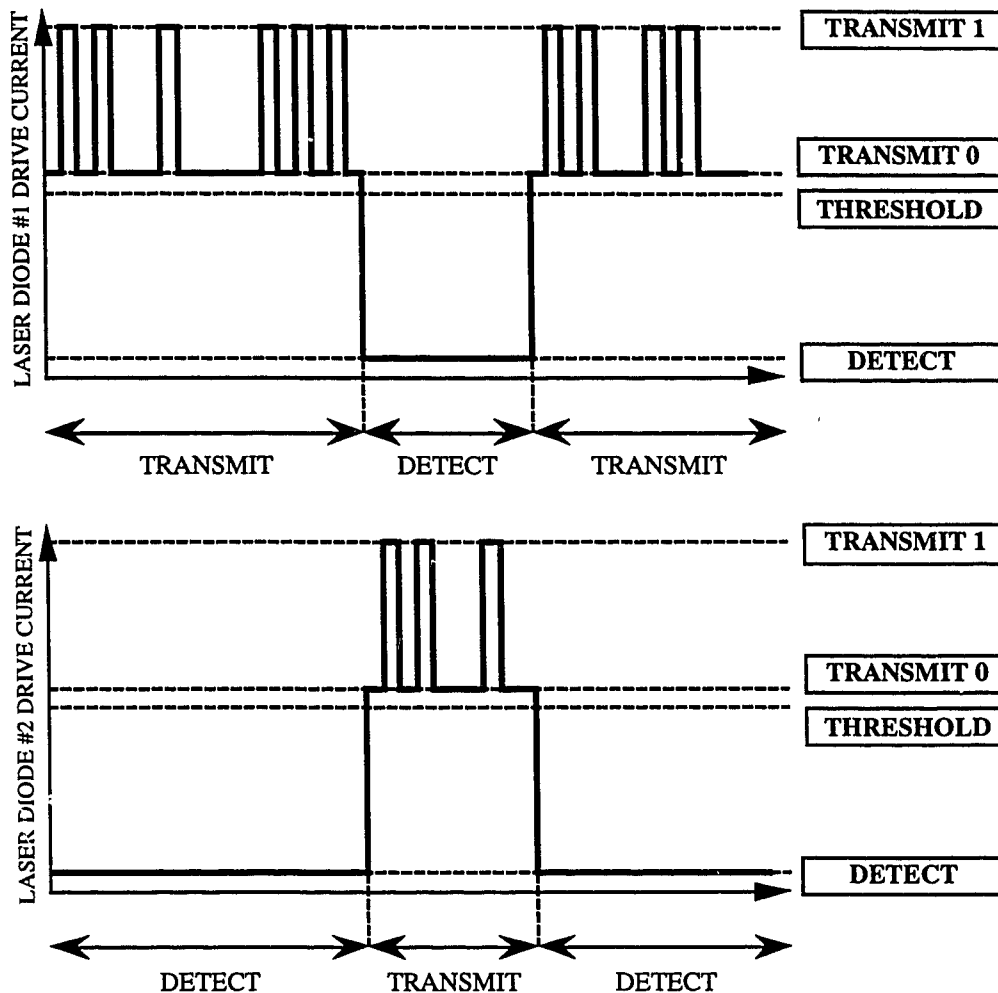 LASER DIODE #1 DRIVE CURRENT
TRANSMIT 1
TRANSMIT 0
THRESHOLD
DETECT
TRANSMIT
DETECT
TRANSMIT
LASER DIODE #2 DRIVE CURRENT
TRANSMIT 1
TRANSMIT 0
THRESHOLD
DETECT
DETECT
TRANSMIT
DETECT